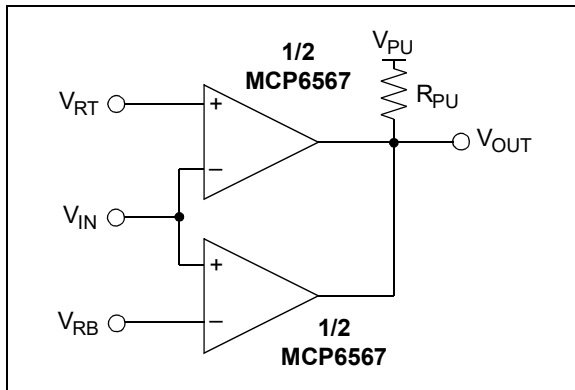 1/2
MCP6567
V_PU
R_PU
V_RT
+
–
V_OUT
V_IN
+
–
V_RB
1/2
MCP6567